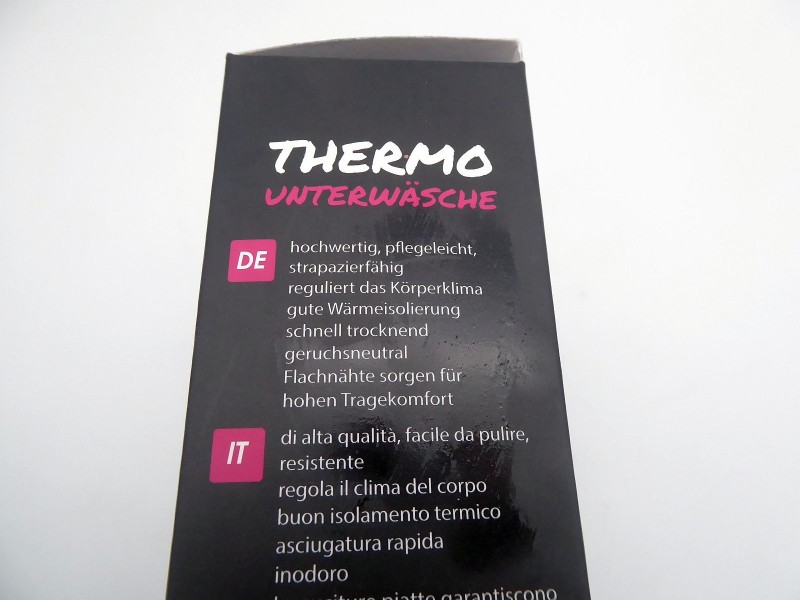 THERMO
UNTERWÄSCHE
DE
hochwertig, pflegeleicht,
strapazierfähig
reguliert das Körperklima
gute Wärmeisolierung
schnell trocknend
geruchsneutral
Flachnähte sorgen für
hohen Tragekomfort
IT
di alta qualità, facile da pulire,
resistente
regola il clima del corpo
buon isolamento termico
asciugatura rapida
inodoro
piatte garantiscono